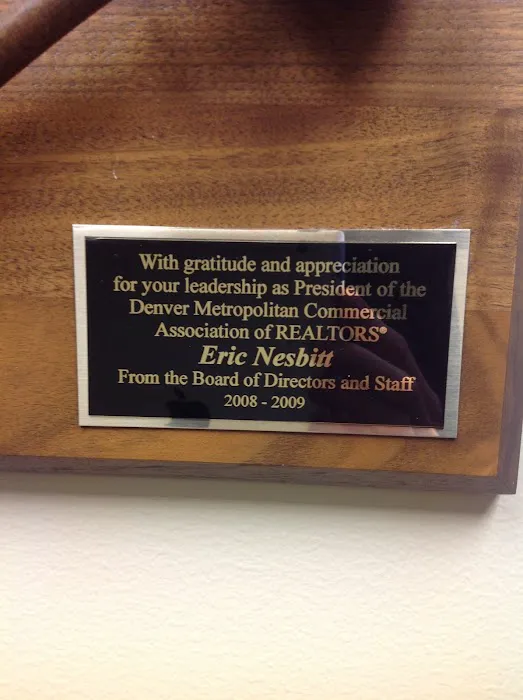 With gratitude and appreciation
for your leadership as President of the
Denver Metropolitan Commercial
Association of REALTORS®
Eric Nesbitt
From the Board of Directors and Staff
2008 - 2009